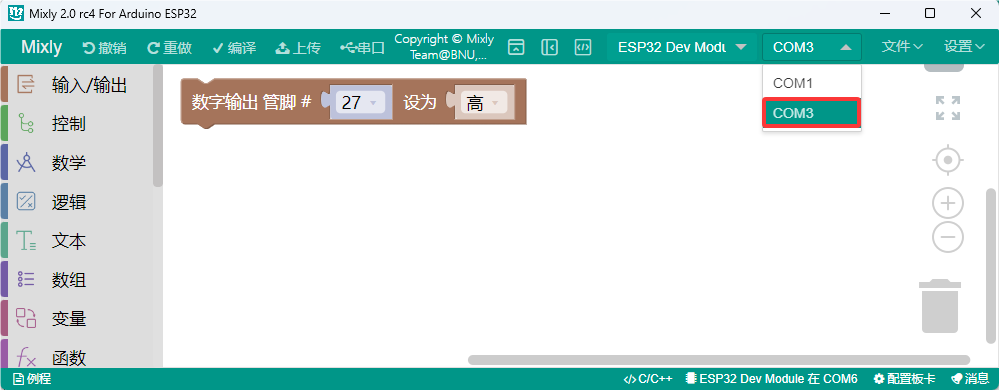 Mixly 2.0 rc4 For Arduino ESP32
Mixly 撤销 重做 编译 上传 串口 Copyright © Mixly Team@BNU,... ESP32 Dev Modu COM3 文件 设置
COM1
COM3
输入/输出
控制
数学
逻辑
文本
数组
变量
函数
数字输出 管脚 # 27 设为 高
例程 C/C++ ESP32 Dev Module 在 COM6 配置板卡 消息